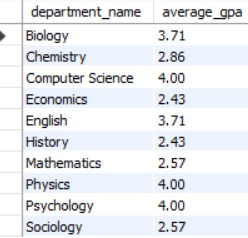 department_name average_gpa
Biology 3.71
Chemistry 2.86
Computer Science 4.00
Economics 2.43
English 3.71
History 2.43
Mathematics 2.57
Physics 4.00
Psychology 4.00
Sociology 2.57